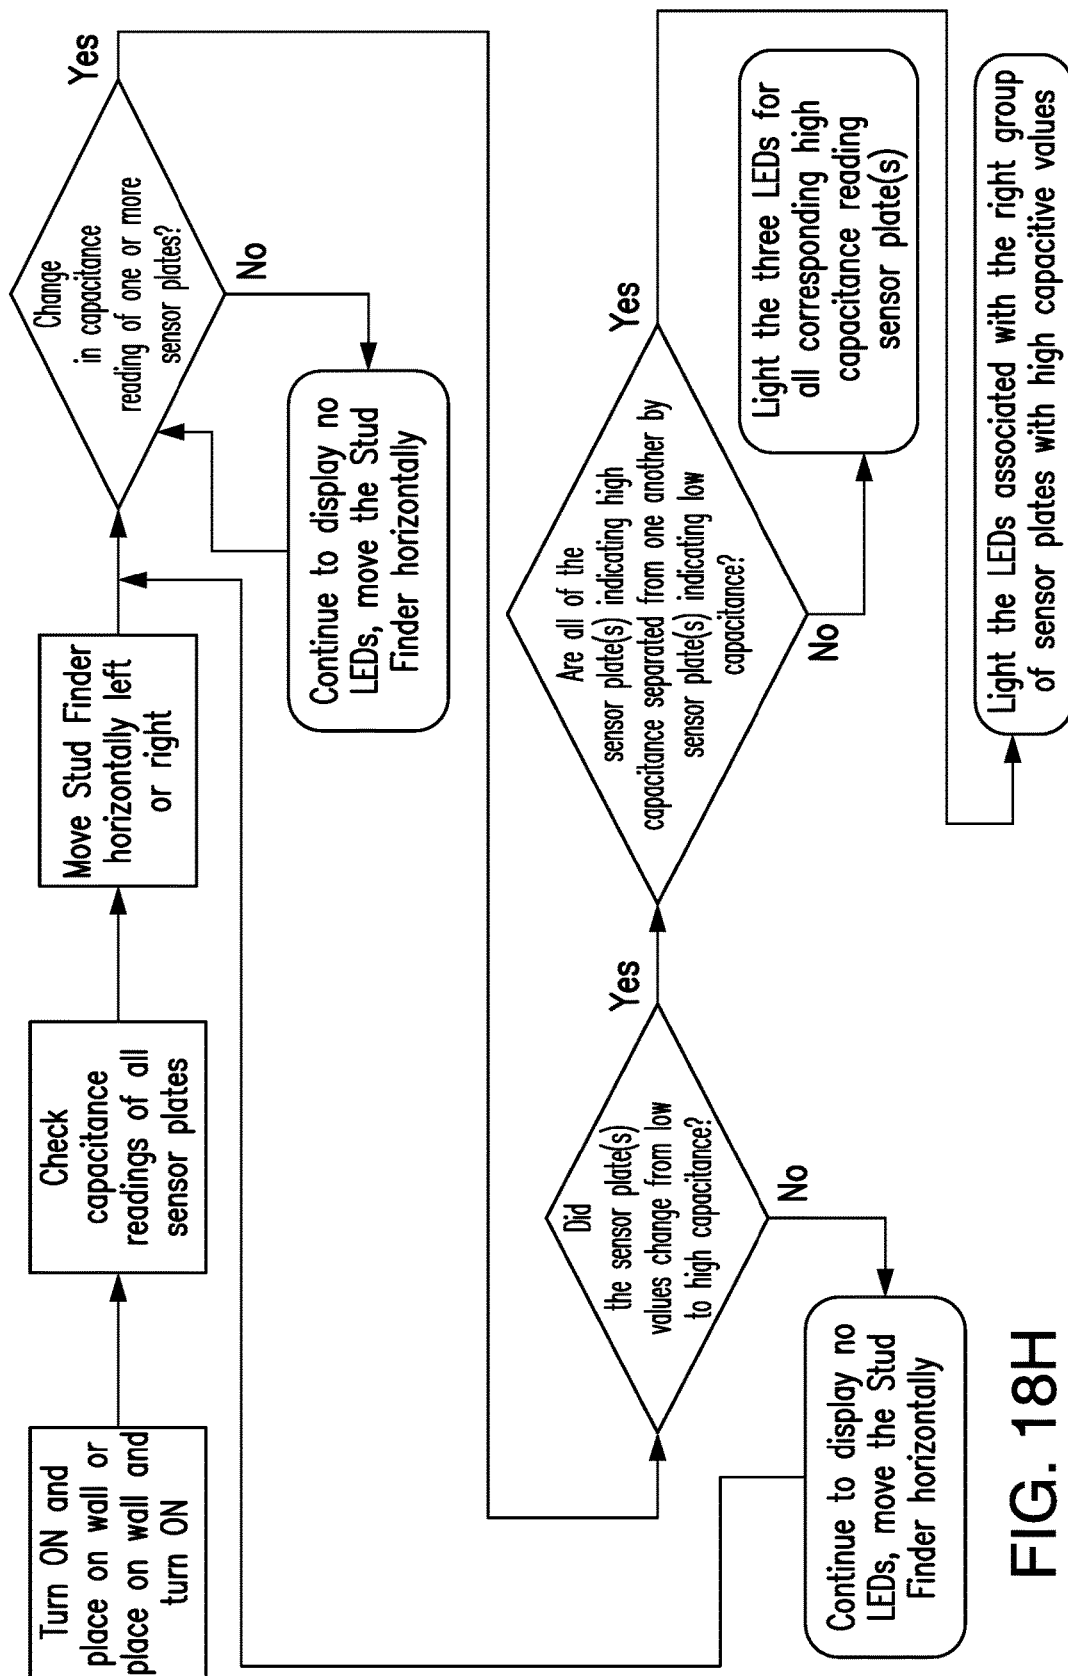 Turn ON and
place on wall or
place on wall and
turn ON
Check
capacitance
readings of all
sensor plates
Move Stud Finder
horizontally left
or right
Change
in capacitance
reading of one or more
sensor plates?
Yes
No
Continue to display no
LEDs, move the Stud
Finder horizontally
Did
the sensor plate(s)
values change from low
to high capacitance?
Yes
No
Continue to display no
LEDs, move the Stud
Finder horizontally
Are all of the
sensor plate(s) indicating high
capacitance separated from one another by
sensor plate(s) indicating low
capacitance?
Yes
No
Light the three LEDs for
all corresponding high
capacitance reading
sensor plate(s)
Light the LEDs associated with the right group
of sensor plates with high capacitive values
FIG. 18H